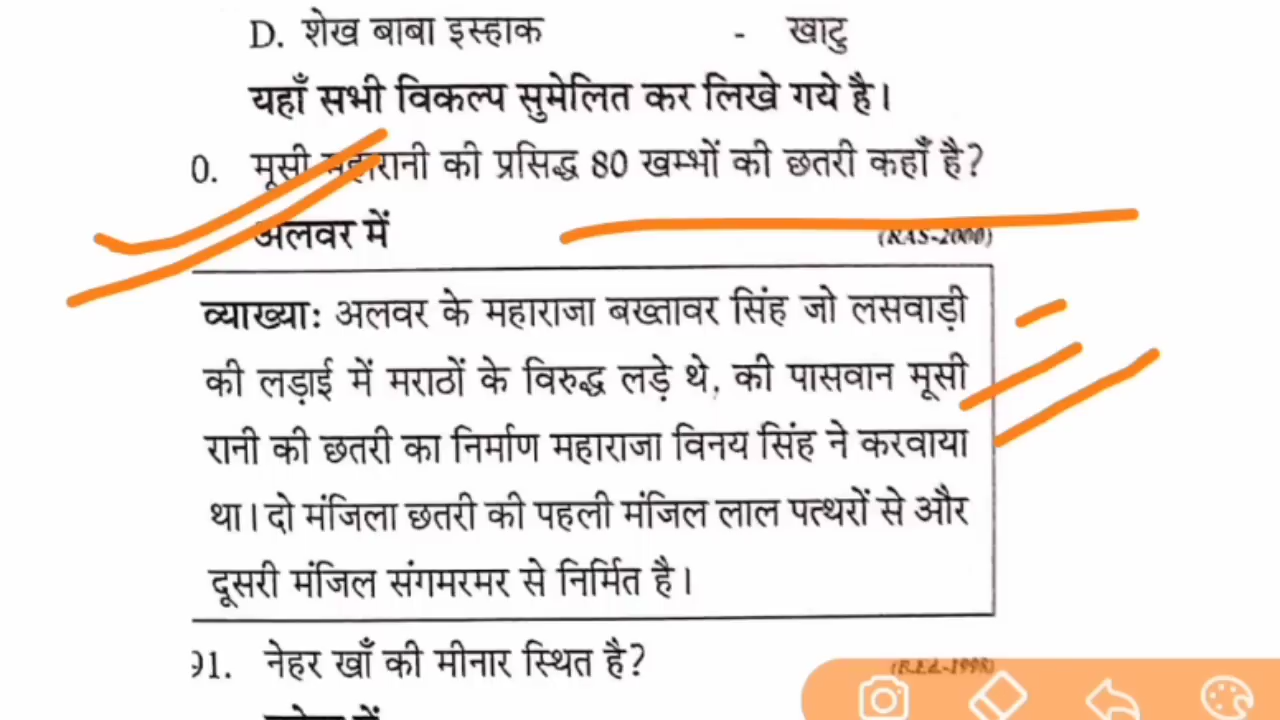 D. शेख बाबा इस्हाक - खाटु
यहाँ सभी विकल्प सुमेलित कर लिखे गये है।
0. मूसी महारानी की प्रसिद्ध 80 खम्भों की छतरी कहाँ है?
अलवर में (RAS-2000)
व्याख्याः अलवर के महाराजा बख्तावर सिंह जो लसवाड़ी
की लड़ाई में मराठों के विरुद्ध लड़े थे, की पासवान मूसी
रानी की छतरी का निर्माण महाराजा विनय सिंह ने करवाया
था। दो मंजिला छतरी की पहली मंजिल लाल पत्थरों से और
दूसरी मंजिल संगमरमर से निर्मित है।
91. नेहर खाँ की मीनार स्थित है?
में